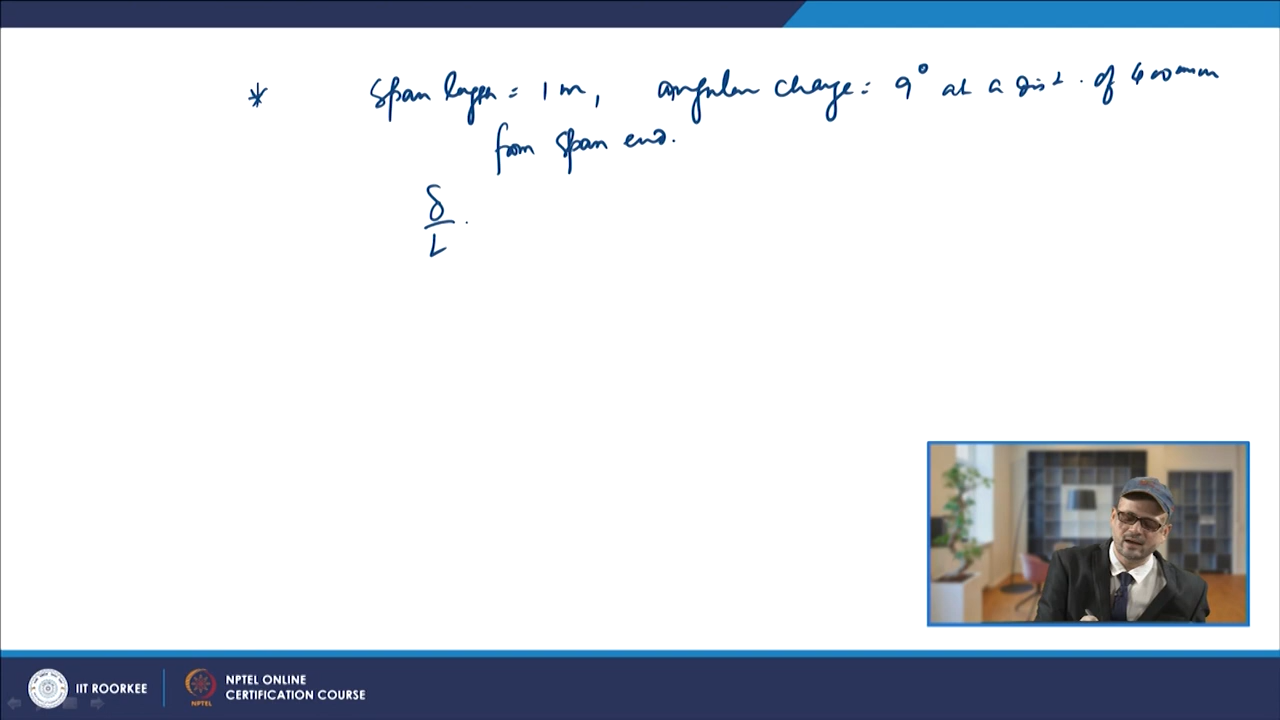 * Span length = 1 m, angular change = 9° at a dist. of 400 mm
from span end.
δ
L
IIT ROORKEE
NPTEL
NPTEL ONLINE
CERTIFICATION COURSE